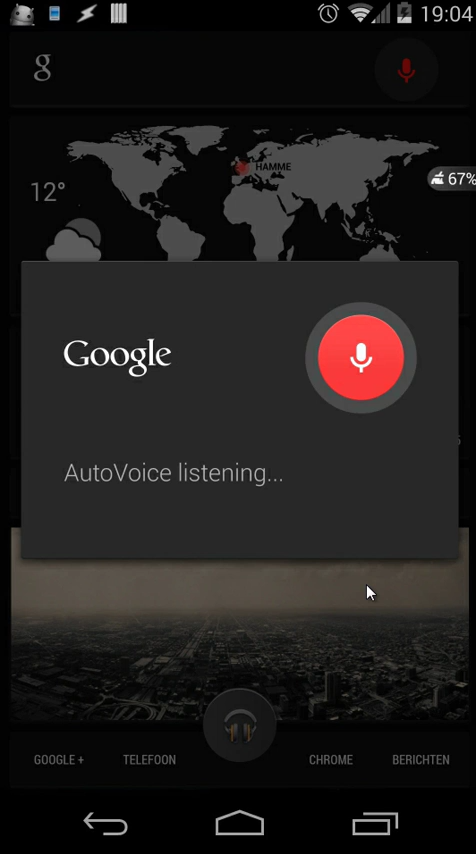 19:04
g
HAMME
12°
67%
Google
AutoVoice listening...
GOOGLE +
TELEFOON
CHROME
BERICHTEN